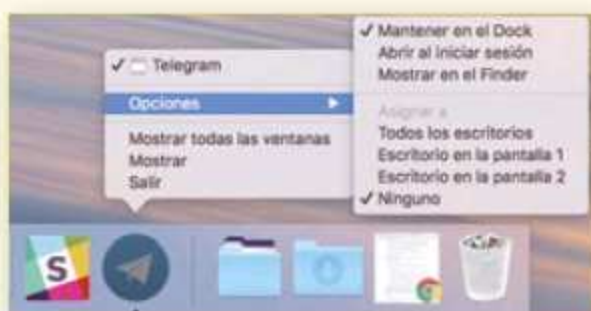 ✓ Telegram
Opciones
Mostrar todas las ventanas
Mostrar
Salir
✓ Mantener en el Dock
Abrir al iniciar sesión
Mostrar en el Finder
Asignar a
Todos los escritorios
Escritorio en la pantalla 1
Escritorio en la pantalla 2
✓ Ninguno
S